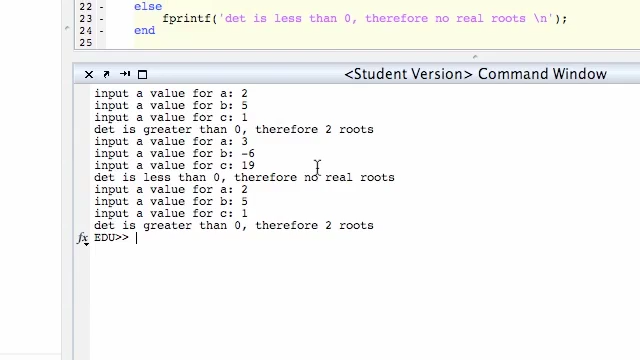 22 - else
23 - fprintf('det is less than 0, therefore no real roots \n');
24 - end
25
<Student Version> Command Window
input a value for a: 2
input a value for b: 5
input a value for c: 1
det is greater than 0, therefore 2 roots
input a value for a: 3
input a value for b: -6
input a value for c: 19
det is less than 0, therefore no real roots
input a value for a: 2
input a value for b: 5
input a value for c: 1
det is greater than 0, therefore 2 roots
fx EDU>>